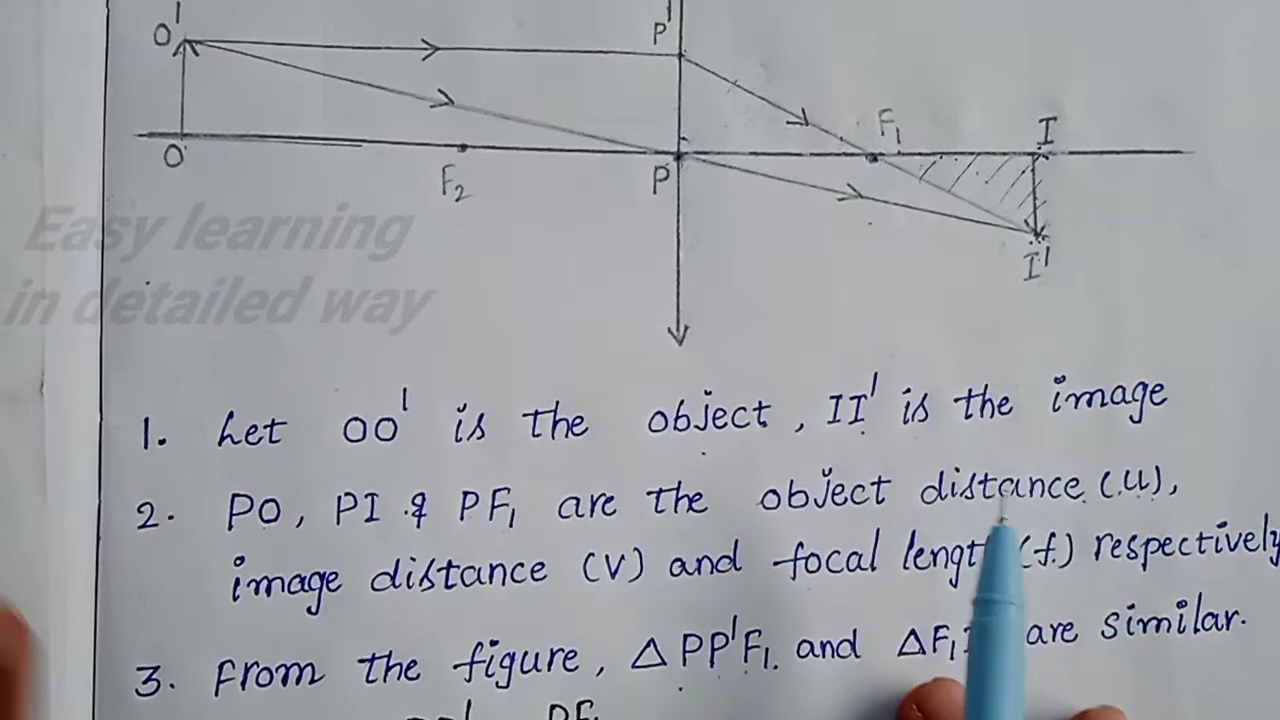 O' P'
F₁ I
O F₂ P
I'
Easy learning
in detailed way
1. Let OO' is the object, II' is the image
2. PO, PI & PF₁ are the object distance (u),
image distance (v) and focal length (f) respectively
3. From the figure, △PP'F₁ and are similar.